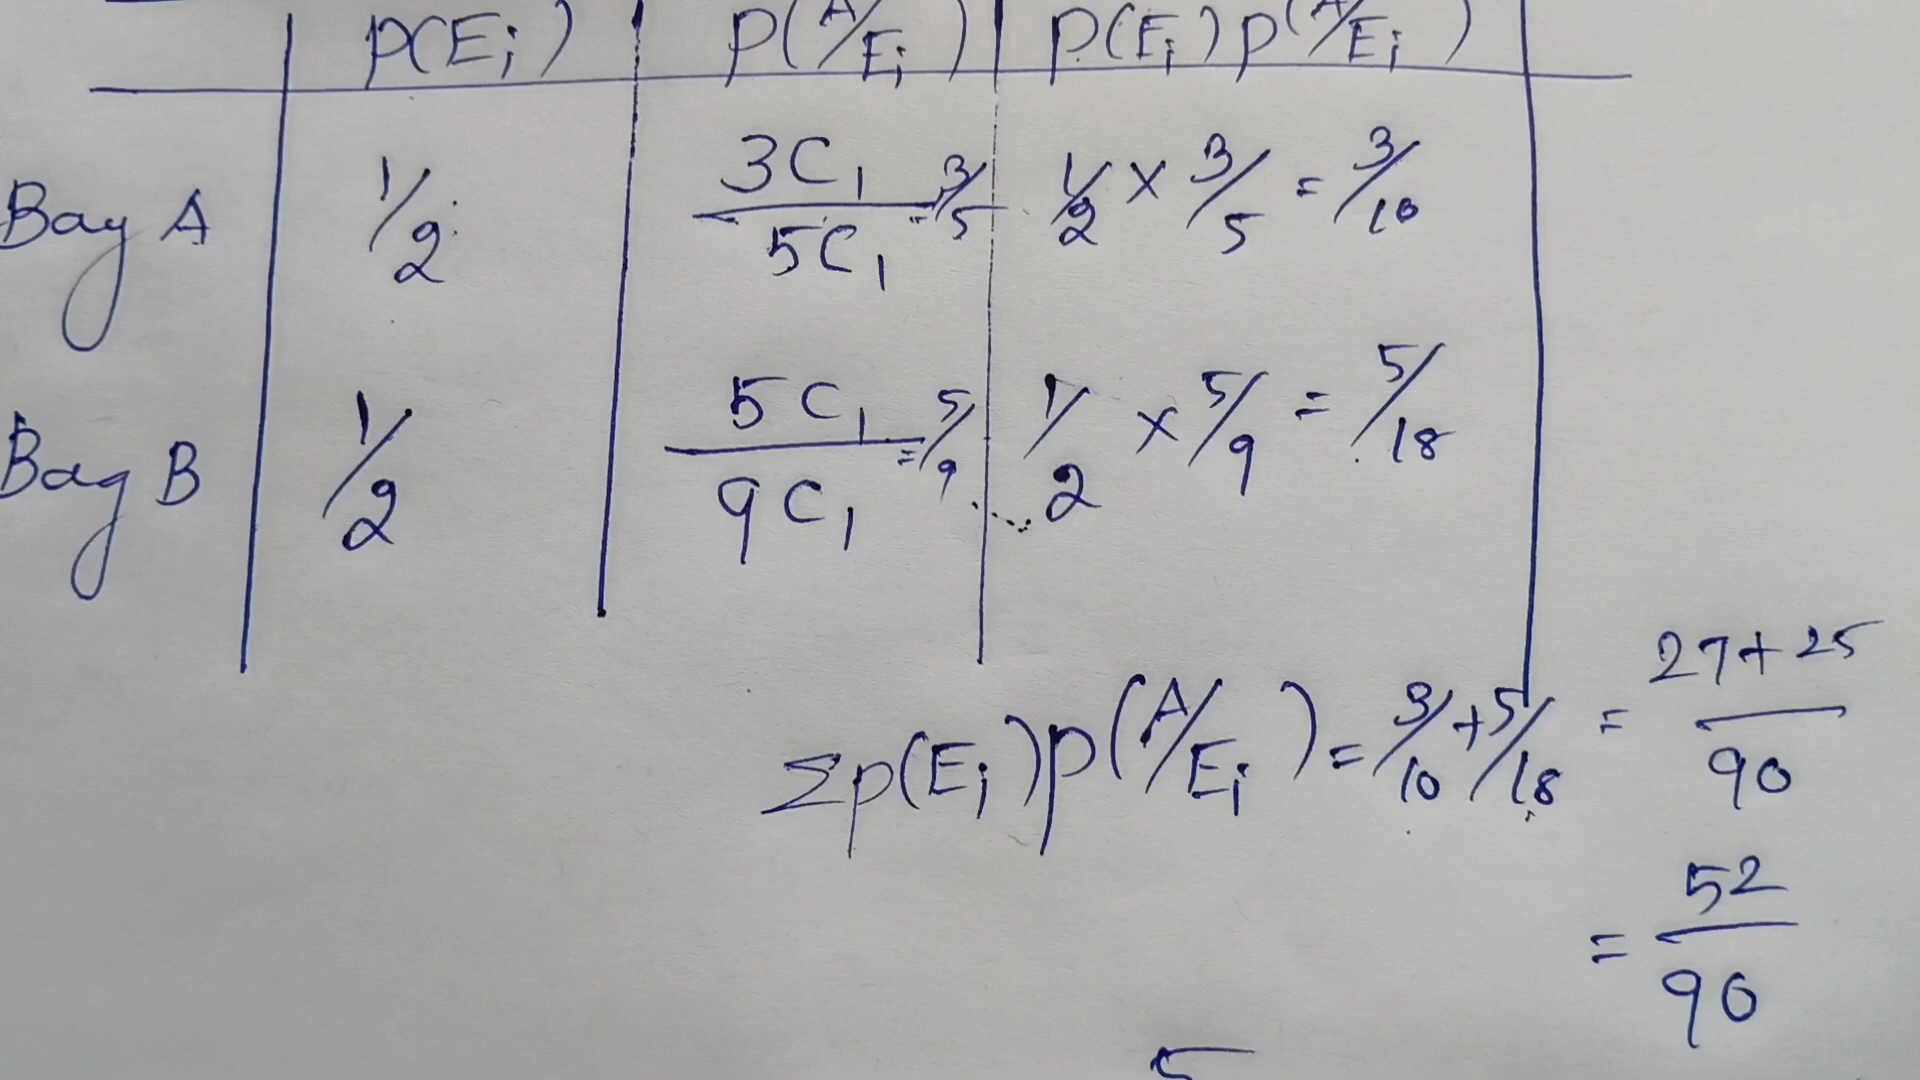 P(Ei) P(A/Ei) P(Ei)P(A/Ei)
Bag A 1/2 3C1/5C1 = 3/5 1/2 × 3/5 = 3/10
Bag B 1/2 5C1/9C1 = 5/9 1/2 × 5/9 = 5/18
Σp(Ei)p(A/Ei) = 3/10 + 5/18 = 27+25/90
= 52/90